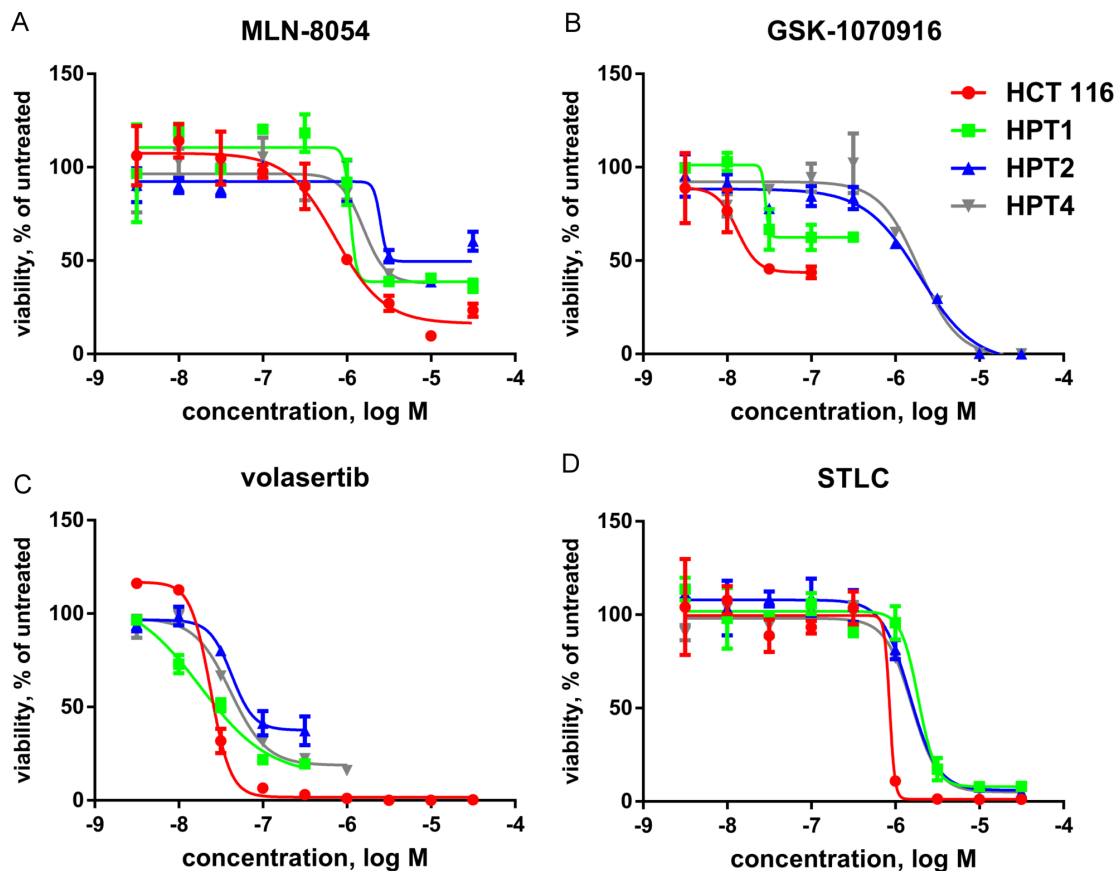 A
MLN-8054
viability, % of untreated
150
100
50
0
-9 -8 -7 -6 -5 -4
concentration, log M
B
GSK-1070916
150
100
50
0
viability, % of untreated
-9 -8 -7 -6 -5 -4
concentration, log M
HCT 116
HPT1
HPT2
HPT4
C
volasertib
viability, % of untreated
150
100
50
0
-9 -8 -7 -6 -5 -4
concentration, log M
D
STLC
viability, % of untreated
150
100
50
0
-9 -8 -7 -6 -5 -4
concentration, log M